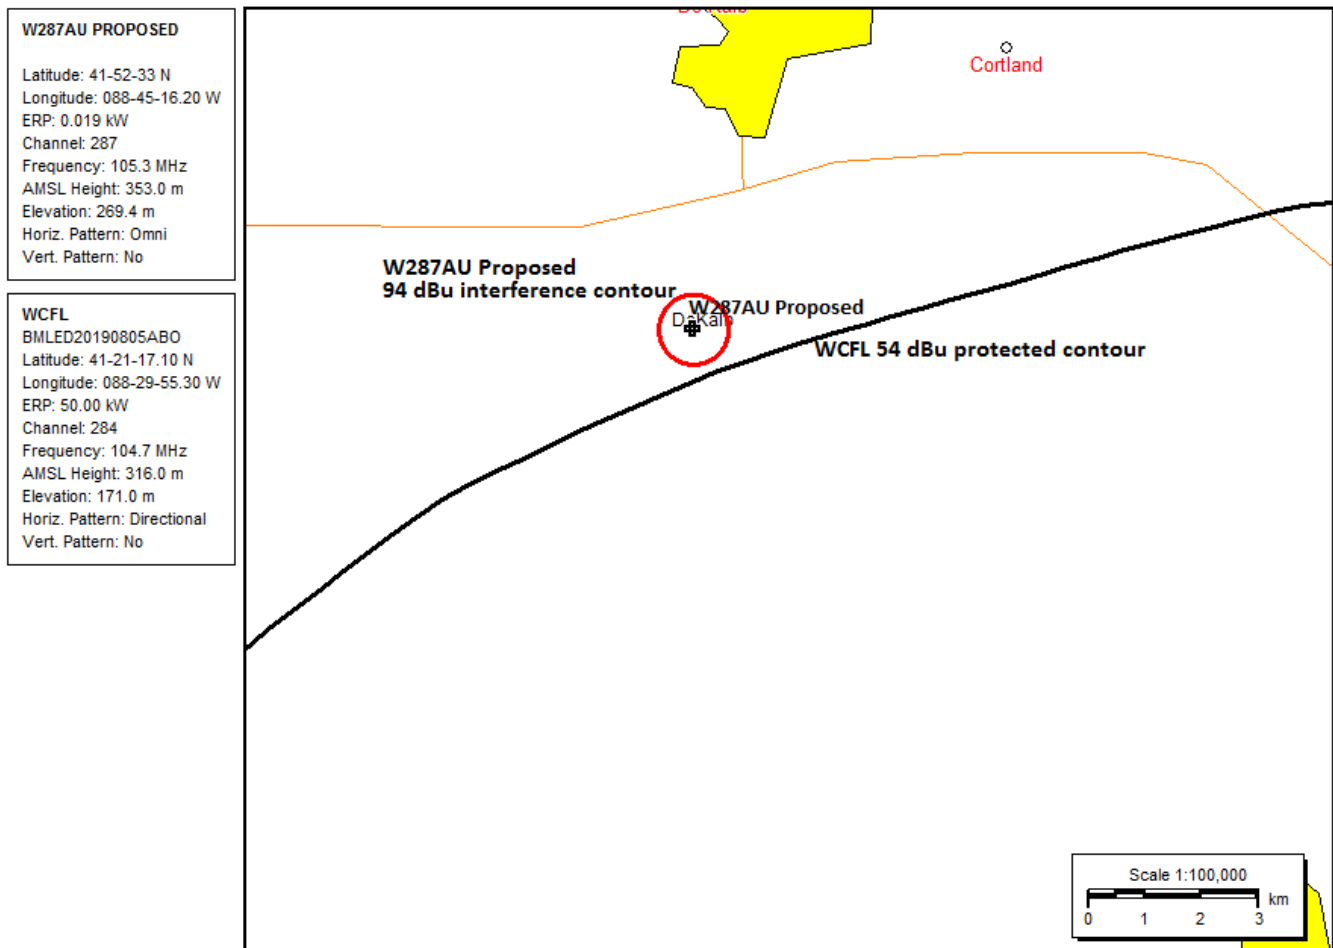 W287AU PROPOSED
Latitude: 41-52-33 N
Longitude: 088-45-16.20 W
ERP: 0.019 kW
Channel: 287
Frequency: 105.3 MHz
AMSL Height: 353.0 m
Elevation: 269.4 m
Horiz. Pattern: Omni
Vert. Pattern: No
WCFL
BMLED20190805ABO
Latitude: 41-21-17.10 N
Longitude: 088-29-55.30 W
ERP: 50.00 kW
Channel: 284
Frequency: 104.7 MHz
AMSL Height: 316.0 m
Elevation: 171.0 m
Horiz. Pattern: Directional
Vert. Pattern: No
Cortland
W287AU Proposed
94 dBu interference contour
W287AU Proposed
DeKalb
WCFL 54 dBu protected contour
Scale 1:100,000
km
0 1 2 3